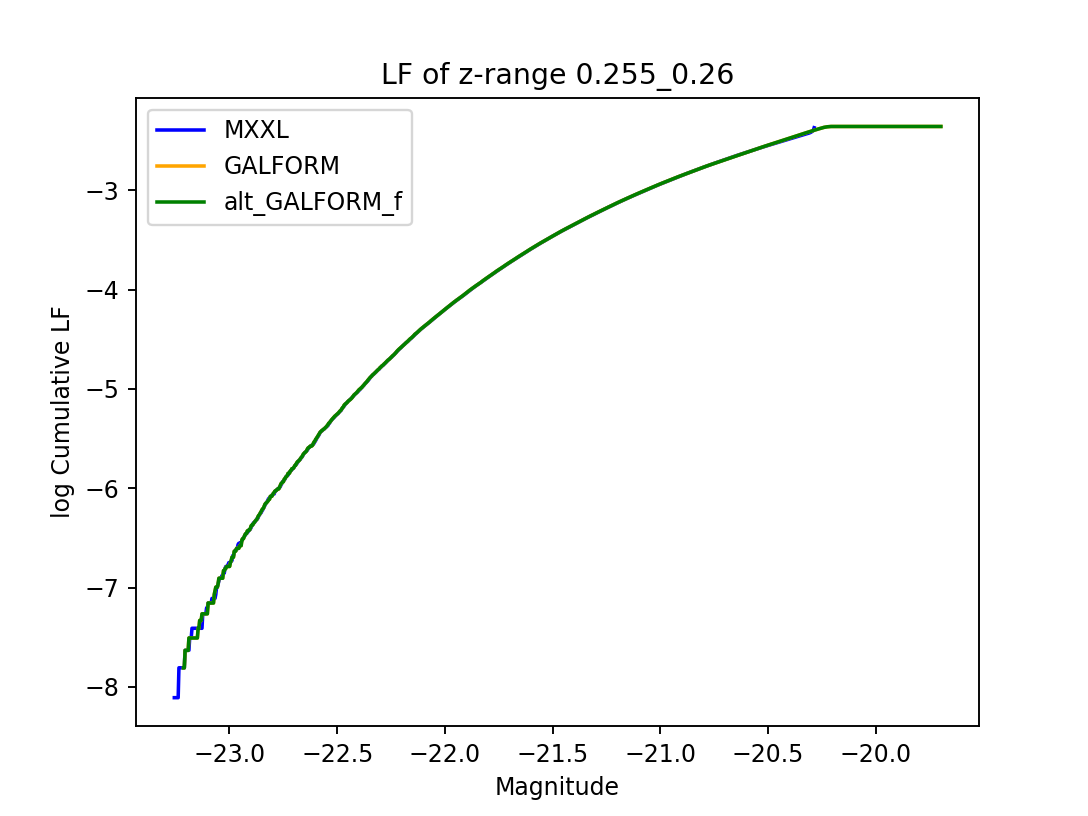 LF of z-range 0.255_0.26
MXXL
GALFORM
alt_GALFORM_f
log Cumulative LF
−3
−4
−5
−6
−7
−8
−23.0 −22.5 −22.0 −21.5 −21.0 −20.5 −20.0
Magnitude